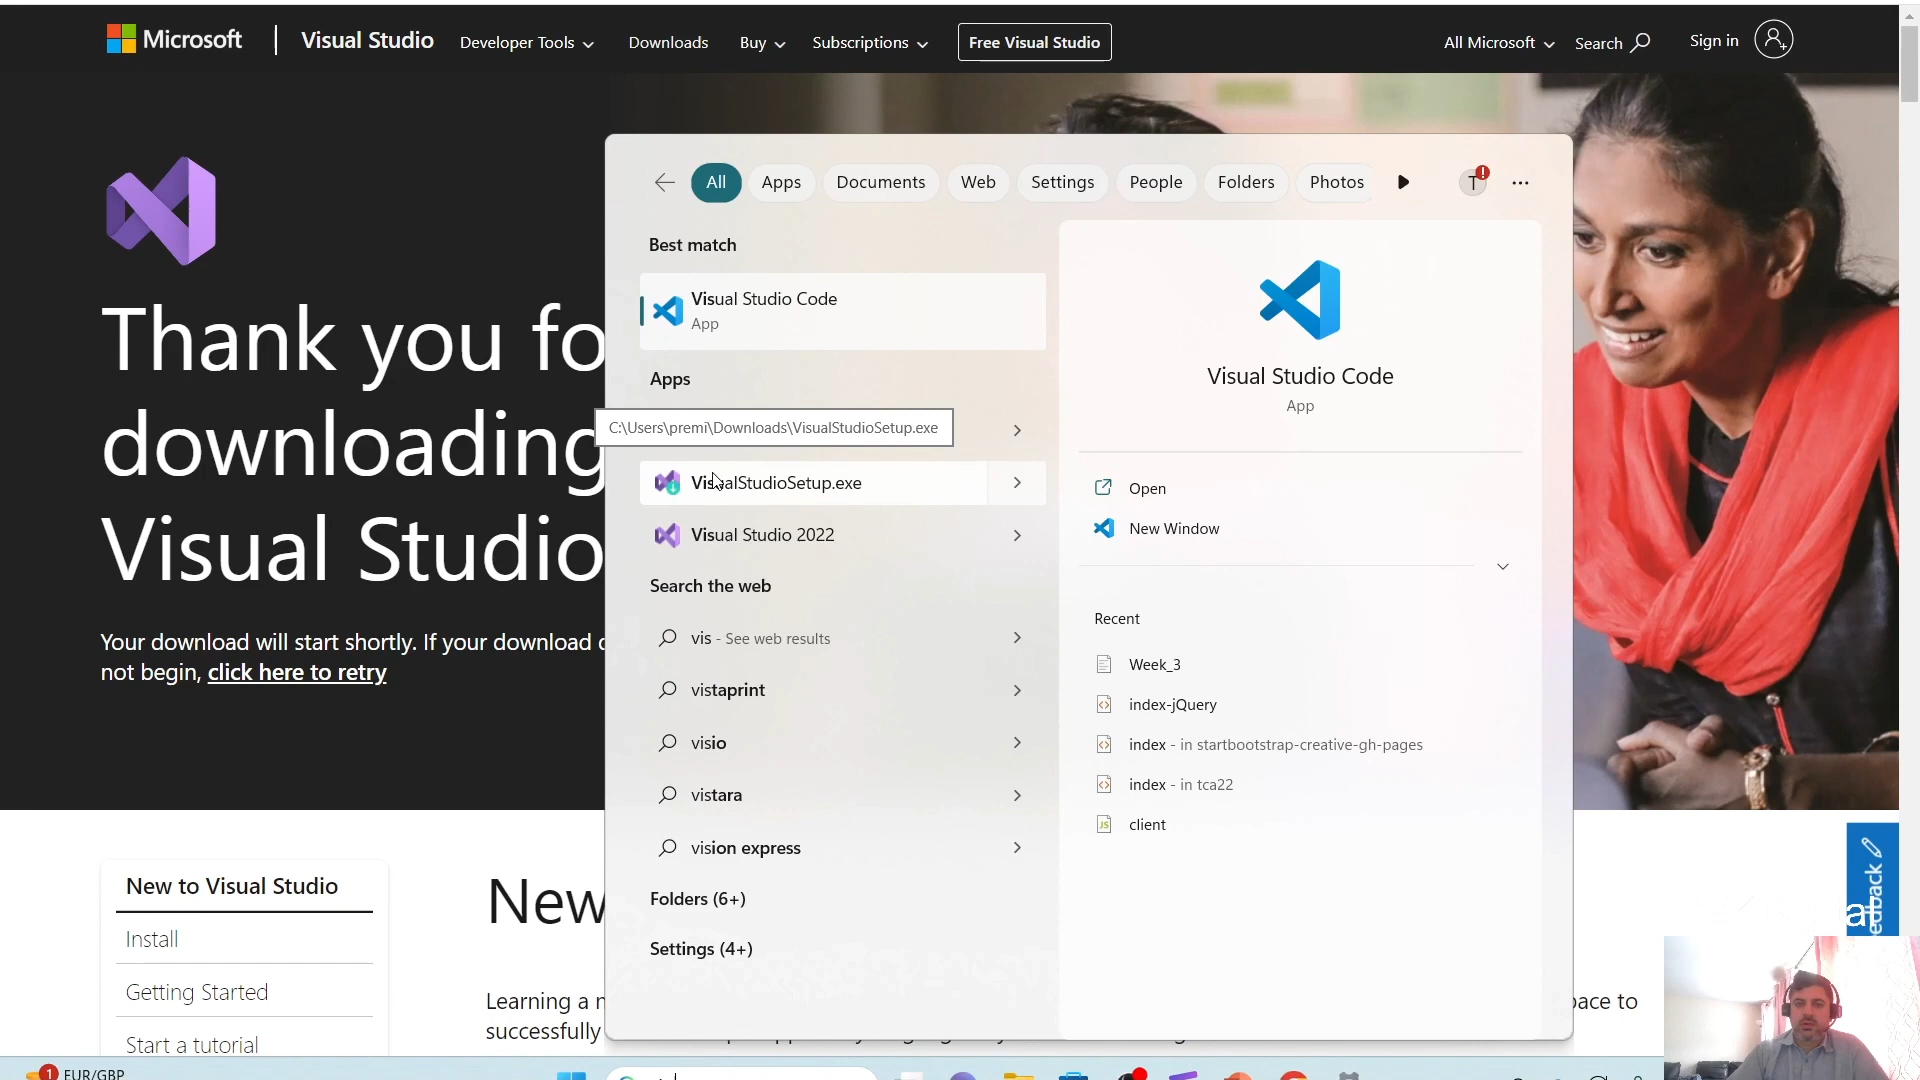 Microsoft
Visual Studio
Developer Tools
Downloads
Buy
Subscriptions
Free Visual Studio
All Microsoft
Search
Sign in
Thank you fo
downloading
Visual Studio
Your download will start shortly. If your download
not begin, click here to retry
All
Apps
Documents
Web
Settings
People
Folders
Photos
T
Best match
Visual Studio Code
App
Apps
C:\Users\premi\Downloads\VisualStudioSetup.exe
VisualStudioSetup.exe
Visual Studio 2022
Search the web
vis - See web results
vistaprint
visio
vistara
vision express
Folders (6+)
Settings (4+)
Visual Studio Code
App
Open
New Window
Recent
Week_3
index-jQuery
index - in startbootstrap-creative-gh-pages
index - in tca22
client
New to Visual Studio
Install
Getting Started
Start a tutorial
New
Learning a n
successfully
pace to
edback
al
1
EUR/GBP